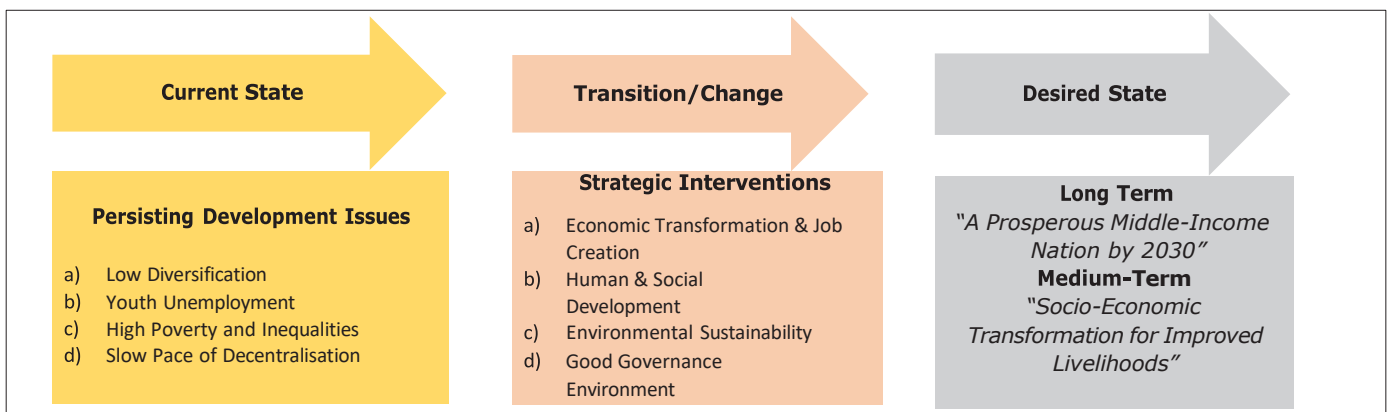 Current State
Persisting Development Issues
a) Low Diversification
b) Youth Unemployment
c) High Poverty and Inequalities
d) Slow Pace of Decentralisation
Transition/Change
Strategic Interventions
a) Economic Transformation & Job
Creation
b) Human & Social
Development
c) Environmental Sustainability
d) Good Governance
Environment
Desired State
Long Term
“A Prosperous Middle-Income
Nation by 2030”
Medium-Term
“Socio-Economic
Transformation for Improved
Livelihoods”